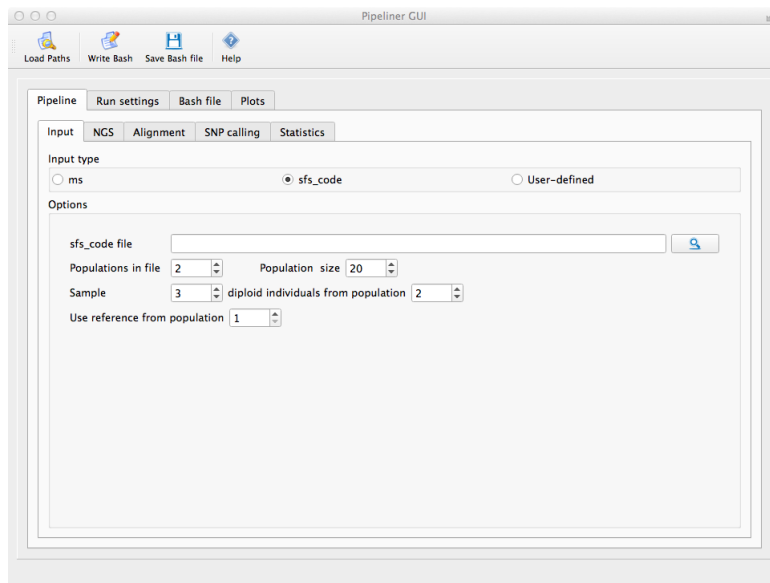 Pipeliner GUI
Load Paths Write Bash Save Bash file Help
Pipeline Run settings Bash file Plots
Input NGS Alignment SNP calling Statistics
Input type
ms sfs_code User-defined
Options
sfs_code file
Populations in file 2 Population size 20
Sample 3 diploid individuals from population 2
Use reference from population 1